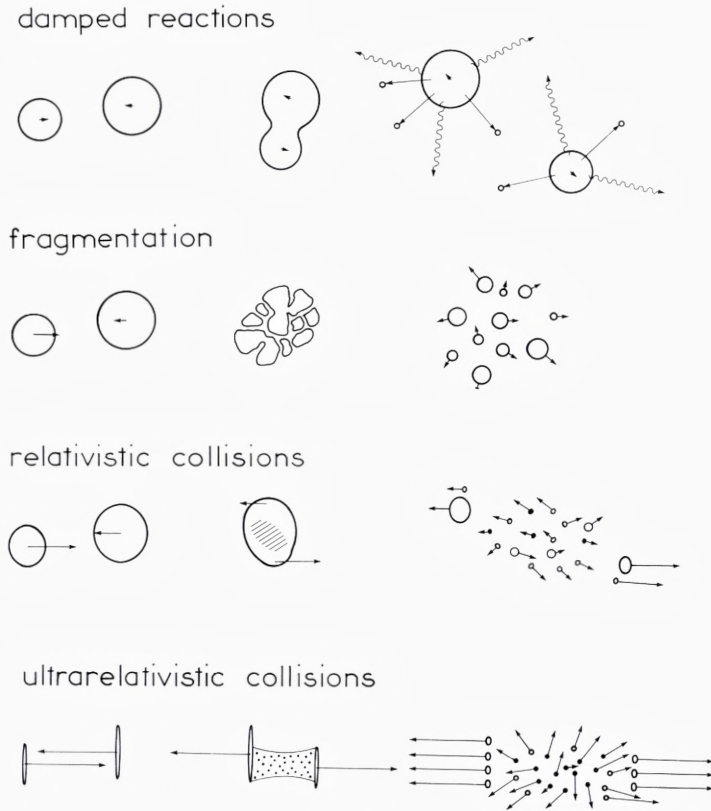 damped reactions
fragmentation
relativistic collisions
ultrarelativistic collisions